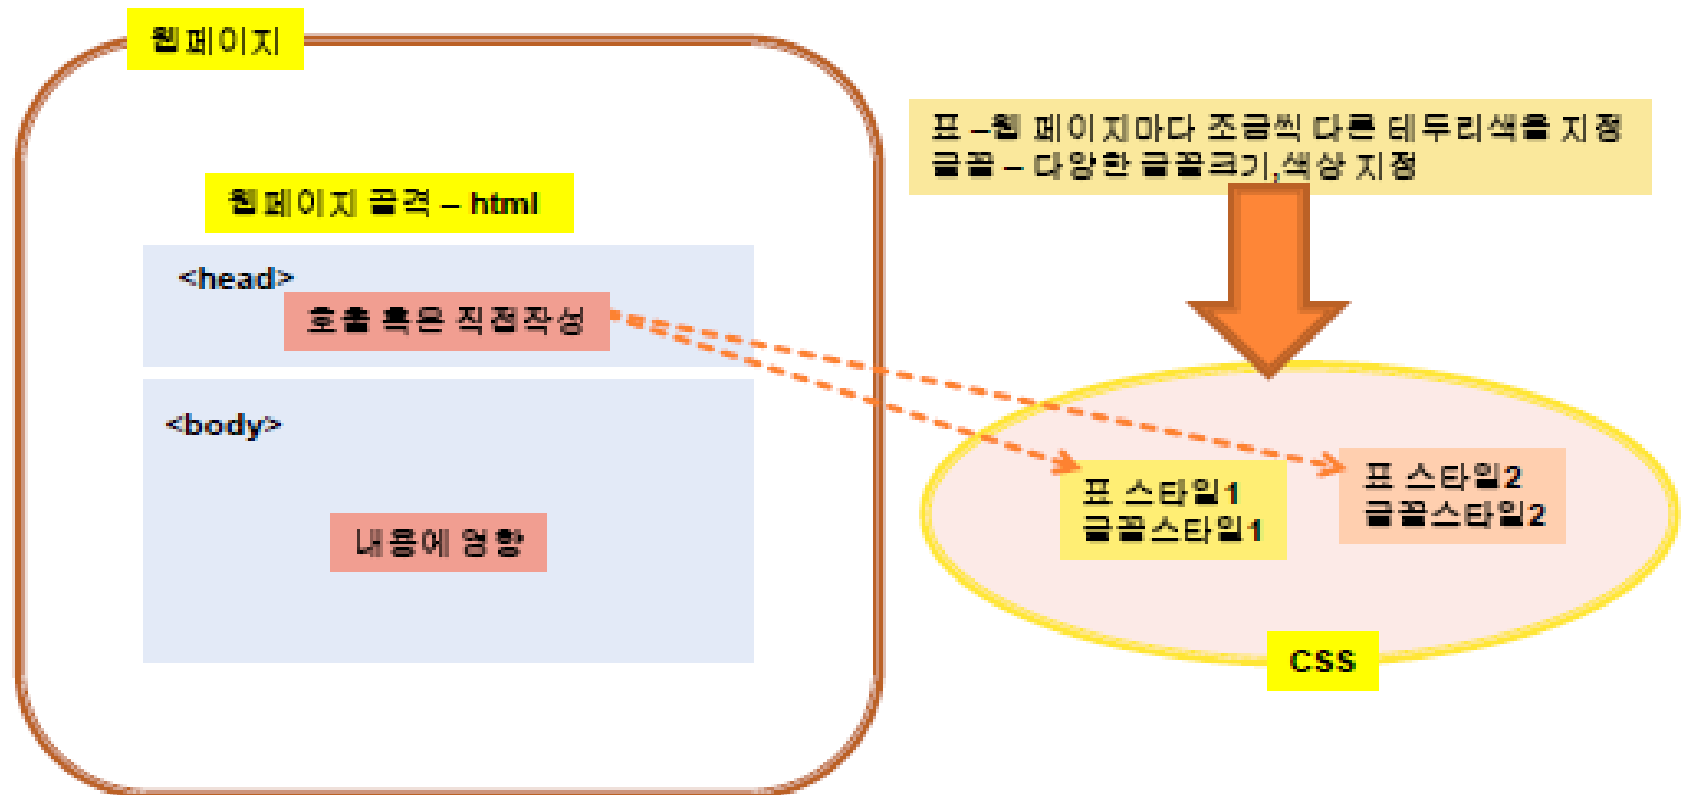 웹페이지
웹페이지 골격 – html
<head>
호출 혹은 직접작성
<body>
내용에 영향
표 –웹 페이지마다 조금씩 다른 테두리색을 지정
글꼴 – 다양한 글꼴크기,색상 지정
표 스타일1
글꼴스타일1
표 스타일2
글꼴스타일2
CSS